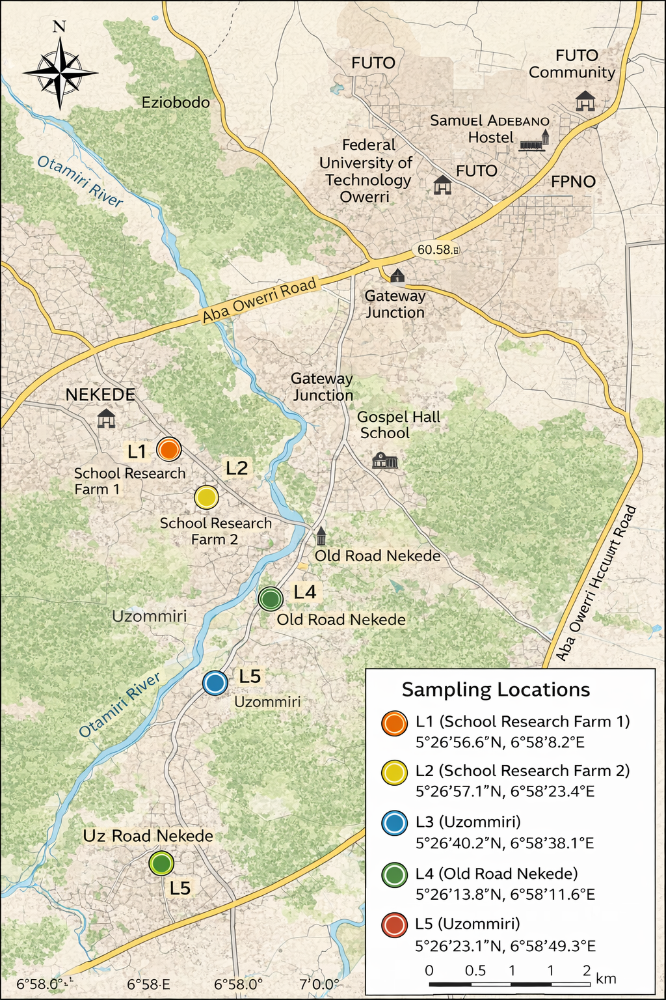 N
FUTO
FUTO
Community
Eziobodo
Samuel Adebano
Hostel
Federal
University of
Technology
Owerri
FUTO
FPNO
Otamiri River
60.58.
Aba Owerri Road
Gateway
Junction
Gateway
Junction
NEKEDE
Gospel Hall
School
L1
School Research
Farm 1
L2
School Research
Farm 2
Old Road Nekede
L4
Old Road Nekede
Uzommiri
Aba Owerri Road
L5
Uzommiri
Otamiri River
Uz Road Nekede
L5
Sampling Locations
L1 (School Research Farm 1)
5°26’56.6”N, 6°58’8.2°E
L2 (School Research Farm 2)
5°26’57.1”N, 6°58’23.4°E
L3 (Uzommiri)
5°26’40.2”N, 6°58’38.1°E
L4 (Old Road Nekede)
5°26’13.8”N, 6°58’11.6°E
L5 (Uzommiri)
5°26’23.1”N, 6°58’49.3°E
0 0.5 1 1 2 km
6°58.0° 6°58·E 6°58.0° 7’0.0°